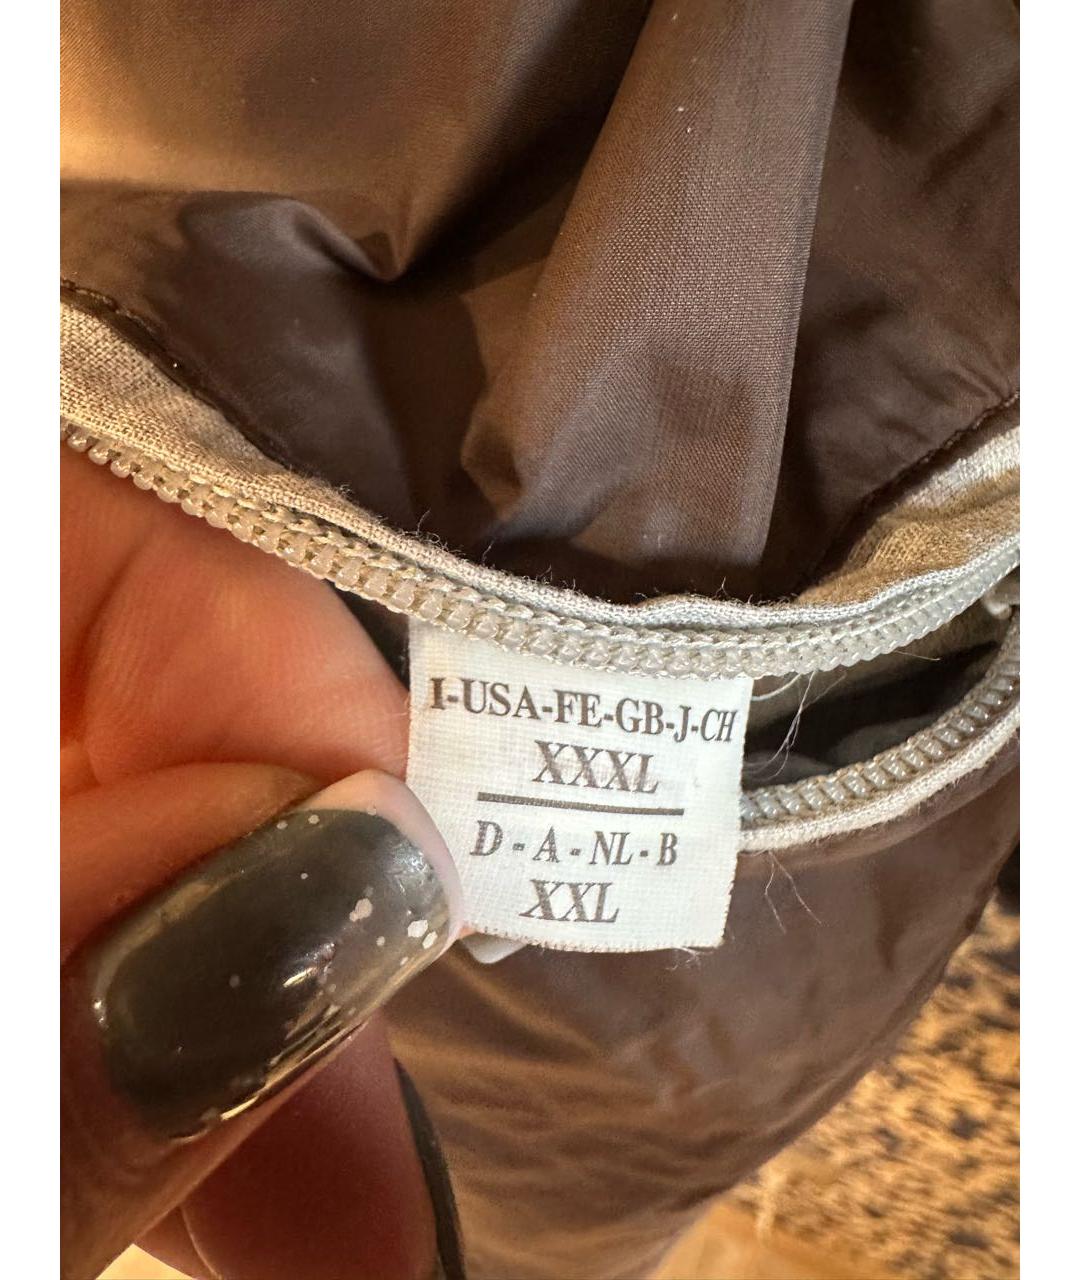 I-USA-FE-GB-J-CH
XXXL
D - A - NL - B
XXL